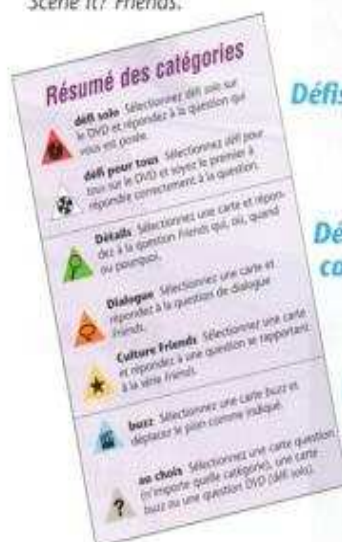 Scene It? Friends.
Résumé des catégories
défi solo Sélectionnez défi solo sur
le DVD et répondez à la question qui
vous est posée.
défi pour tous Sélectionnez défi pour
tous sur le DVD et soyez le premier à
répondre correctement à la question.
Détails Sélectionnez une carte et répon-
dez à la question Friends qui, où, quand
ou pourquoi.
Dialogue Sélectionnez une carte et
répondez à la question de dialogue
Friends.
Culture Friends Sélectionnez une carte
et répondez à une question se rapportant
à la série Friends.
buzz Sélectionnez une carte buzz et
déplacez le pion comme indiqué.
au choix Sélectionnez une carte question
(n'importe quelle catégorie), une carte
buzz ou une question DVD (défi solo).
?
Défis
Dé
co